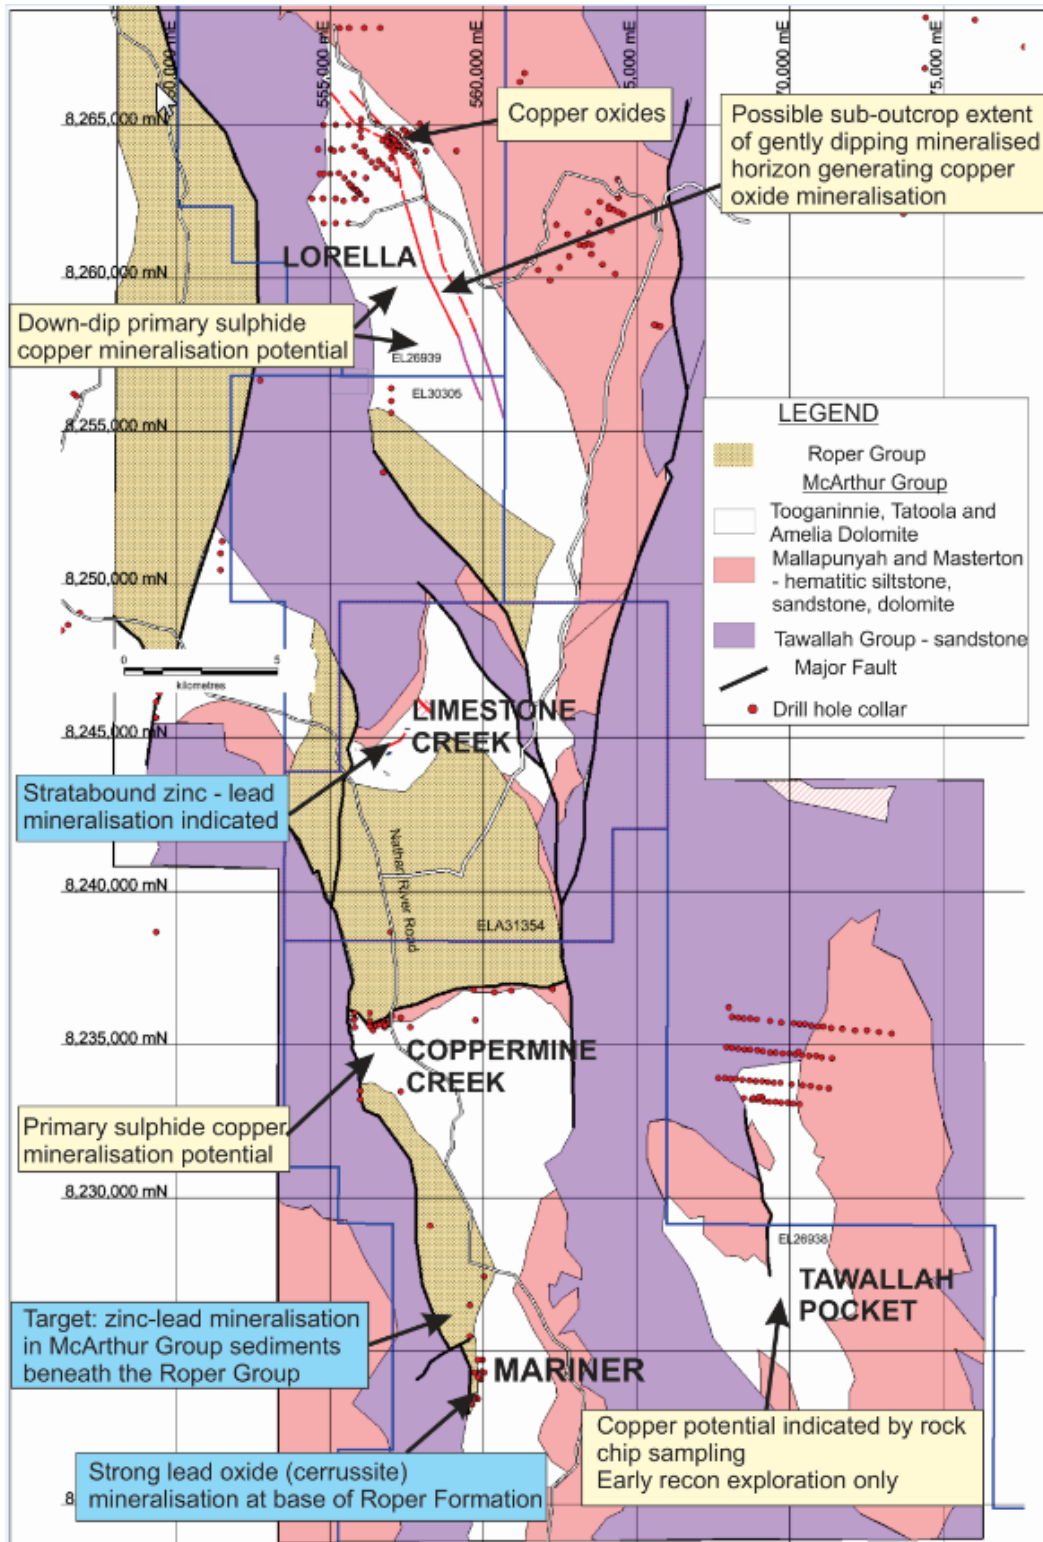 555,000 mE
560,000 mE
5,000 mE
70,000 mE
75,000 mE
8,265,000 mN
Copper oxides
Possible sub-outcrop extent
of gently dipping mineralised
horizon generating copper
oxide mineralisation
LORELLA
8,260,000 mN
Down-dip primary sulphide
copper mineralisation potential
EL26939
EL30305
8,255,000 mN
LEGEND
Roper Group
McArthur Group
Tooganinnie, Tatoola and
Amelia Dolomite
Mallapunyah and Masterton
- hematitic siltstone,
sandstone, dolomite
Tawallah Group - sandstone
Major Fault
Drill hole collar
8,250,000 mN
0 5
kilometres
LIMESTONE
CREEK
8,245,000 mN
Stratabound zinc - lead
mineralisation indicated
Nathan River Road
8,240,000 mN
ELA31354
8,235,000 mN
COPPERMINE
CREEK
Primary sulphide copper
mineralisation potential
8,230,000 mN
EL26938
TAWALLAH
POCKET
Target: zinc-lead mineralisation
in McArthur Group sediments
beneath the Roper Group
MARINER
Copper potential indicated by rock
chip sampling
Early recon exploration only
Strong lead oxide (cerrussite)
mineralisation at base of Roper Formation